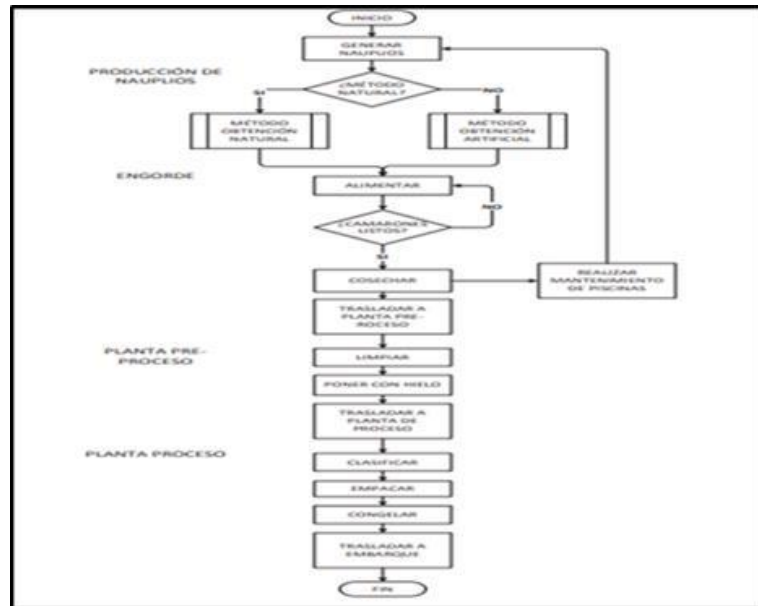 INICIO
GENERAR
NAUPLIOS
PRODUCCIÓN DE
NAUPLIOS
¿MÉTODO
NATURAL?
SI
NO
MÉTODO
OBTENCIÓN
NATURAL
MÉTODO
OBTENCIÓN
ARTIFICIAL
ENGORDE
ALIMENTAR
NO
¿CAMARONES
LISTOS?
SI
COSECHAR
REALIZAR
MANTENIMIENTO
DE PISCINAS
TRASLADAR A
PLANTA PRE-
ROCESO
PLANTA PRE-
PROCESO
LIMPIAR
PONER CON HIELO
TRASLADAR A
PLANTA DE
PROCESO
PLANTA PROCESO
CLASIFICAR
EMPACAR
CONGELAR
TRASLADAR A
EMBARQUE
FIN